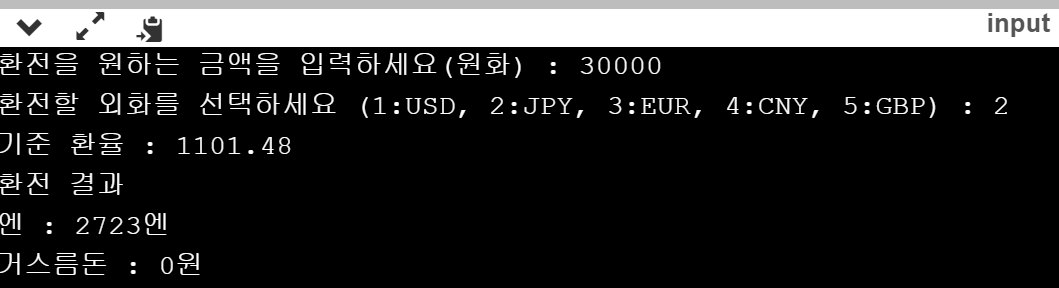 input
환전을 원하는 금액을 입력하세요(원화) : 30000
환전할 외화를 선택하세요 (1:USD, 2:JPY, 3:EUR, 4:CNY, 5:GBP) : 2
기준 환율 : 1101.48
환전 결과
엔 : 2723엔
거스름돈 : 0원